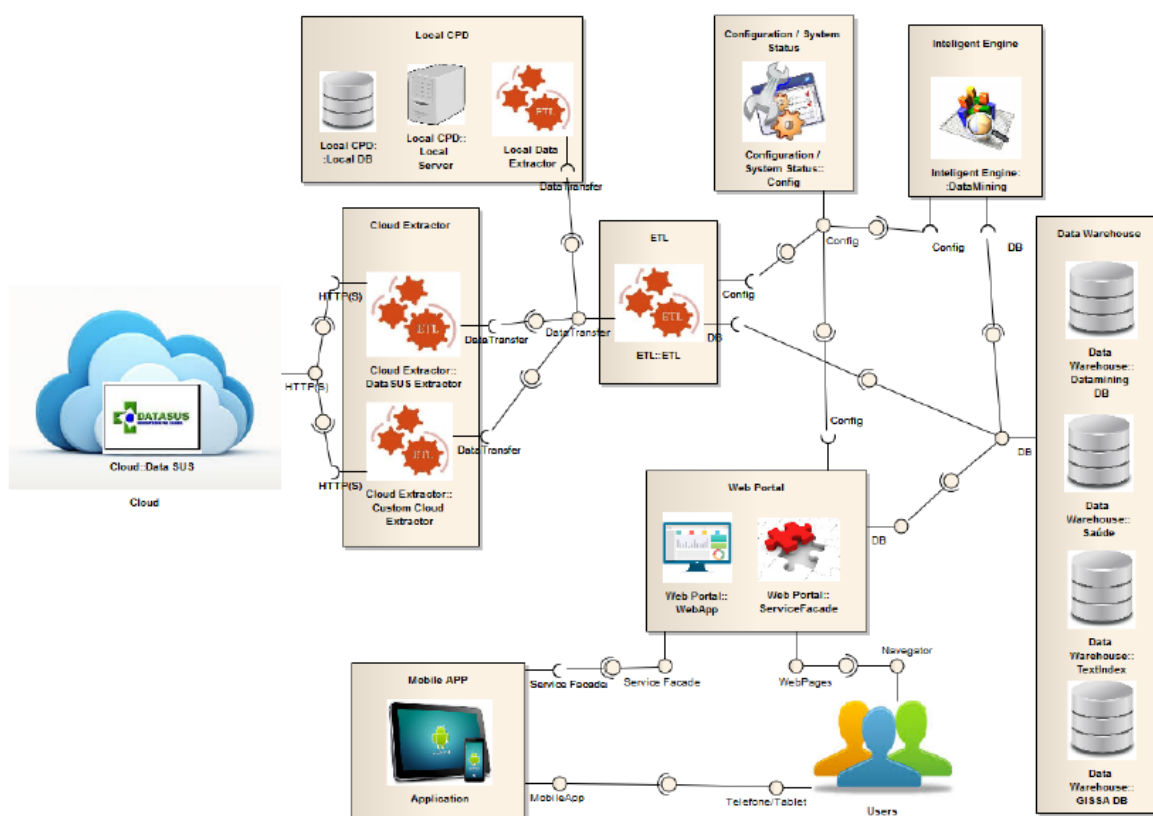 Local CPD
Local CPD:
:Local DB
Local CPD::
Local
Server
ETL
Local Data
Extractor
DataTransfer
Configuration / System
Status
Configuration /
System Status::
Config
Inteligent Engine
Inteligent Engine:
:DataMining
Cloud Extractor
ETL
Cloud Extractor::
DataSUS Extractor
ETL
Cloud Extractor::
Custom Cloud
Extractor
HTTP(S)
HTTP(S)
HTTP(S)
DATASUS
Cloud::Data SUS
Cloud
DataTransfer
DataTransfer
DataTransfer
ETL
ETL
ETL::ETL
Config
DB
Config
Config
DB
Config
Data Warehouse
Data
Warehouse::
Datamining
DB
Data
Warehouse::
Saúde
Data
Warehouse::
TextIndex
Data
Warehouse::
GISSA DB
DB
Web Portal
Web Portal::
WebApp
Web Portal::
ServiceFacade
DB
Service Facade
Service Facade
WebPages
Navegator
Mobile APP
Application
MobileApp
Telefone/Tablet
Users